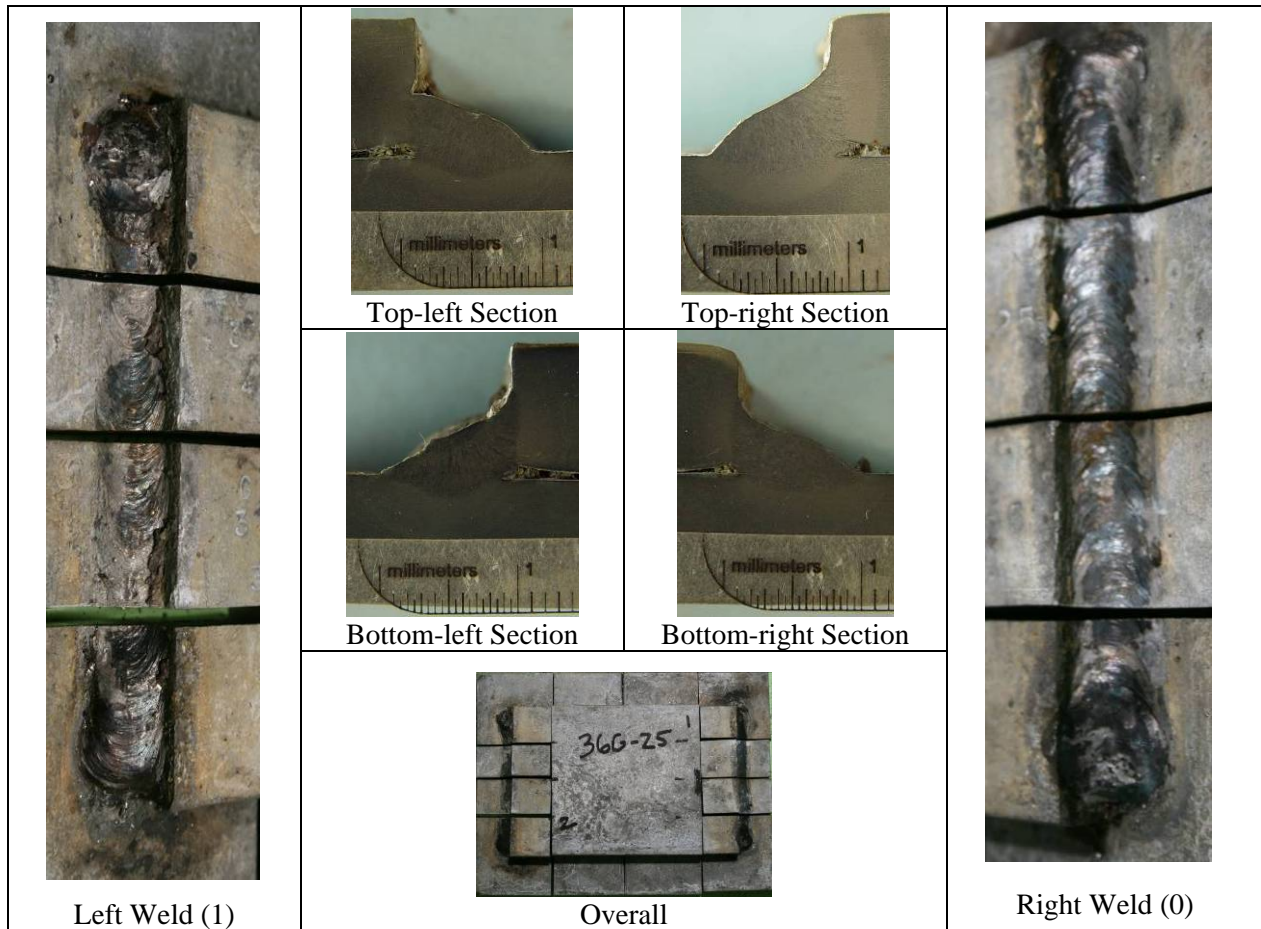 millimeters 1
Top-left Section
millimeters 1
Top-right Section
millimeters 1
Bottom-left Section
millimeters 1
Bottom-right Section
36G-25- 1
2
Overall
Left Weld (1)
Right Weld (0)